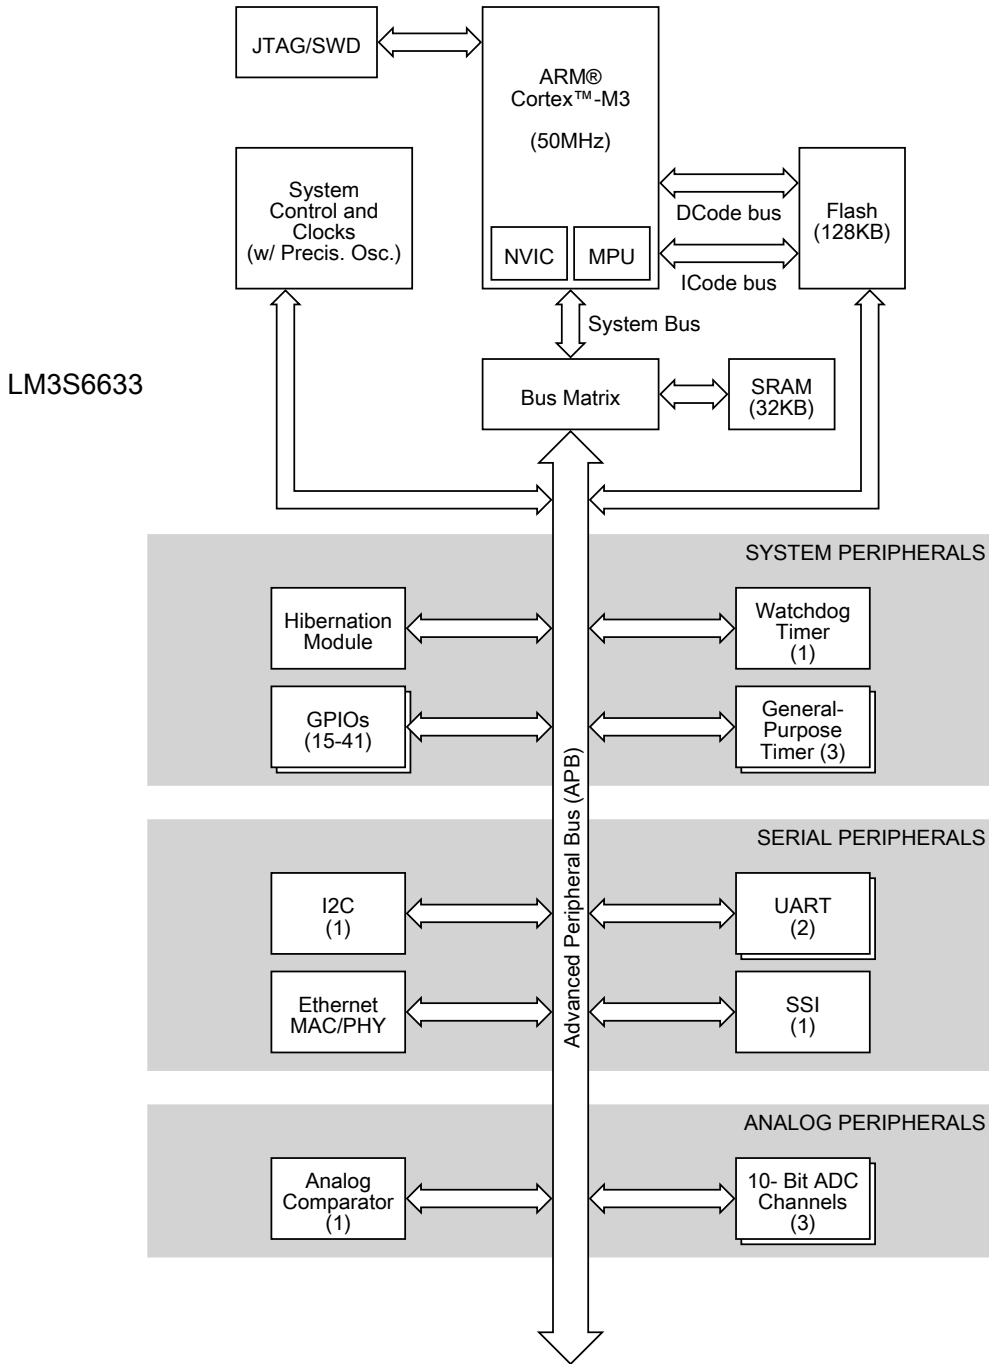 JTAG/SWD
ARM®
Cortex™-M3
(50MHz)
NVIC
MPU
System
Control and
Clocks
(w/ Precis. Osc.)
DCode bus
ICode bus
Flash
(128KB)
System Bus
LM3S6633
Bus Matrix
SRAM
(32KB)
SYSTEM PERIPHERALS
Hibernation
Module
Watchdog
Timer
(1)
GPIOs
(15-41)
General-
Purpose
Timer (3)
Advanced Peripheral Bus (APB)
SERIAL PERIPHERALS
I2C
(1)
UART
(2)
Ethernet
MAC/PHY
SSI
(1)
ANALOG PERIPHERALS
Analog
Comparator
(1)
10- Bit ADC
Channels
(3)